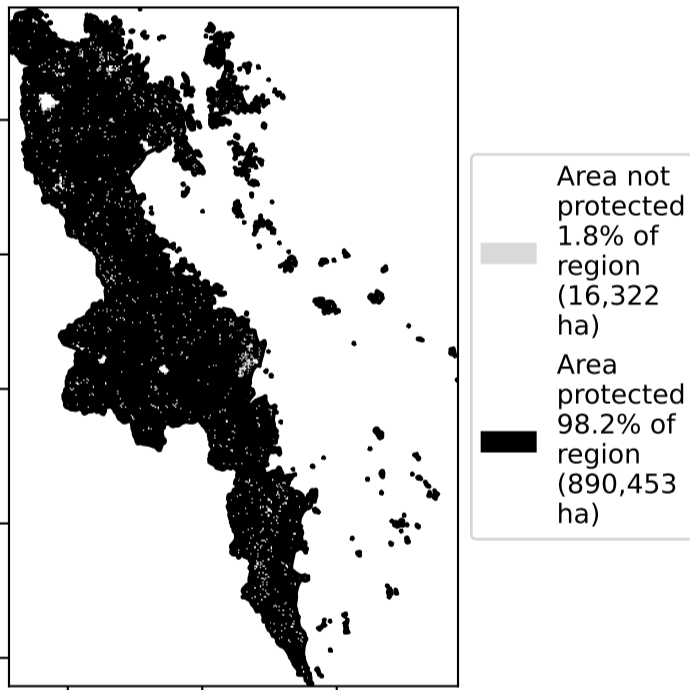 Area not
protected
1.8% of
region
(16,322
ha)
Area
protected
98.2% of
region
(890,453
ha)